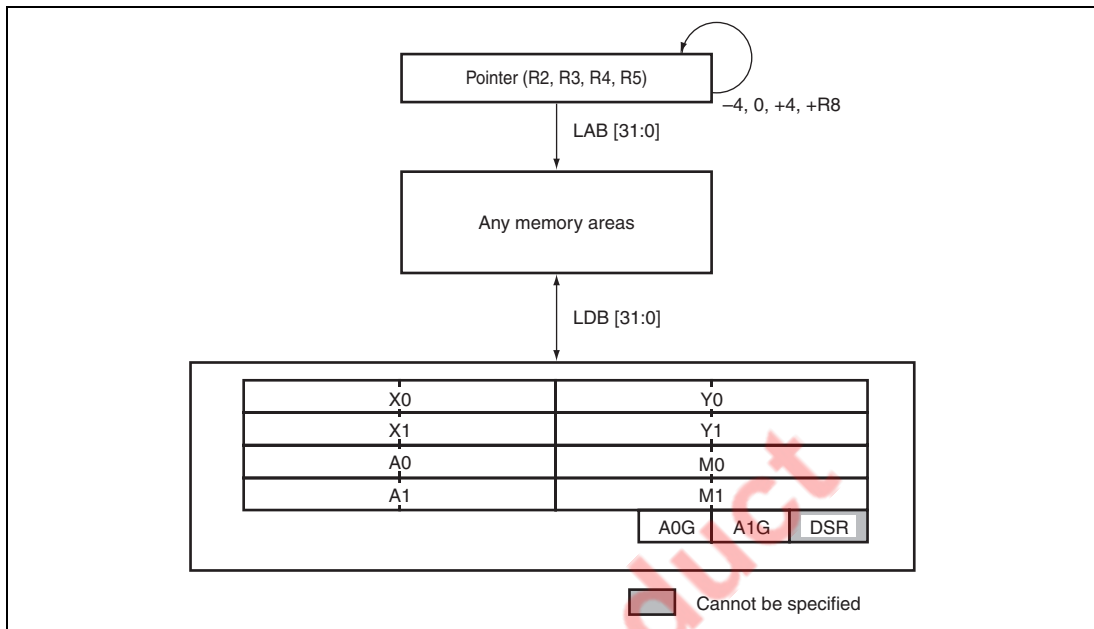 Pointer (R2, R3, R4, R5)
–4, 0, +4, +R8
LAB [31:0]
Any memory areas
LDB [31:0]
X0 Y0
X1 Y1
A0 M0
A1 M1
A0G A1G DSR
Cannot be specified
duct